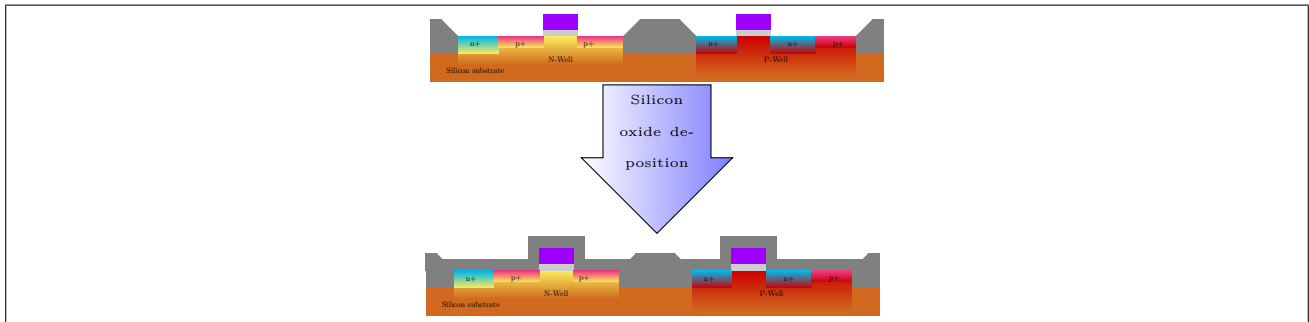 n+ p+ p+ n+ n+ p+
N-Well P-Well
Silicon substrate
Silicon
oxide de-
position
n+ p+ p+ n+ n+ p+
N-Well P-Well
Silicon substrate